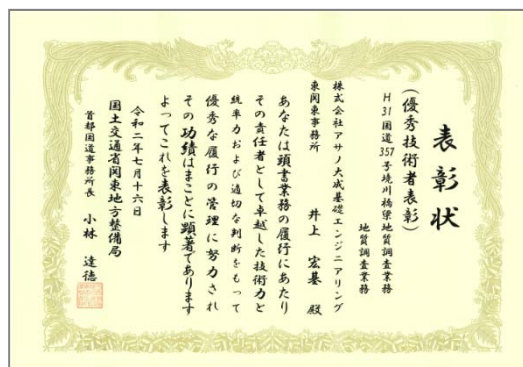 表彰状
(優秀技術者表彰)
H31国道357号境川橋梁地質調査業務
地質調査業務
株式会社アサノ大成基礎エンジニアリング
東関東事務所 井上 宏基 殿
あなたは頭書業務の履行にあたり
その責任者として卓越した技術力と
統率力および適切な判断をもって
優秀な履行の管理に努力され
その功績はまことに顕著であります
よってこれを表彰します
令和二年七月十六日
国土交通省関東地方整備局
首都国道事務所長 小林 達徳